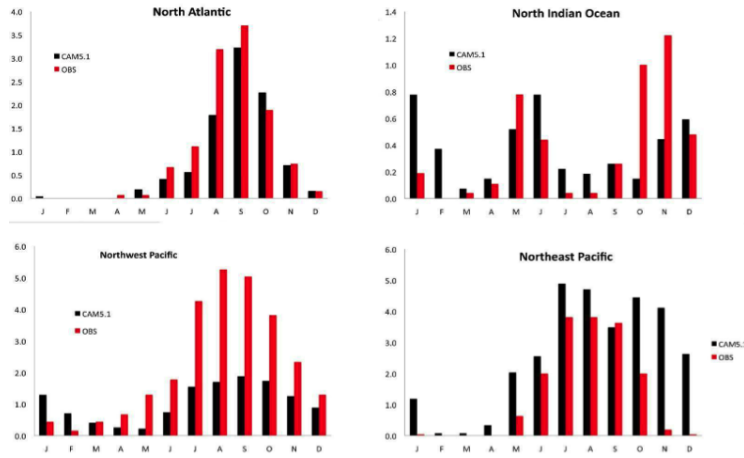 North Atlantic
4.0
3.5
3.0
2.5
2.0
1.5
1.0
0.5
0.0
CAM5.1
OBS
J F M A M J J A S O N D
North Indian Ocean
1.4
1.2
1.0
0.8
0.6
0.4
0.2
0.0
CAM5.1
OBS
J F M A M J J A S O N D
Northwest Pacific
6.0
5.0
4.0
3.0
2.0
1.0
0.0
CAM5.1
OBS
J F M A M J J A S O N D
Northeast Pacific
6.0
5.0
4.0
3.0
2.0
1.0
0.0
CAM5.1
OBS
J F M A M J J A S O N D